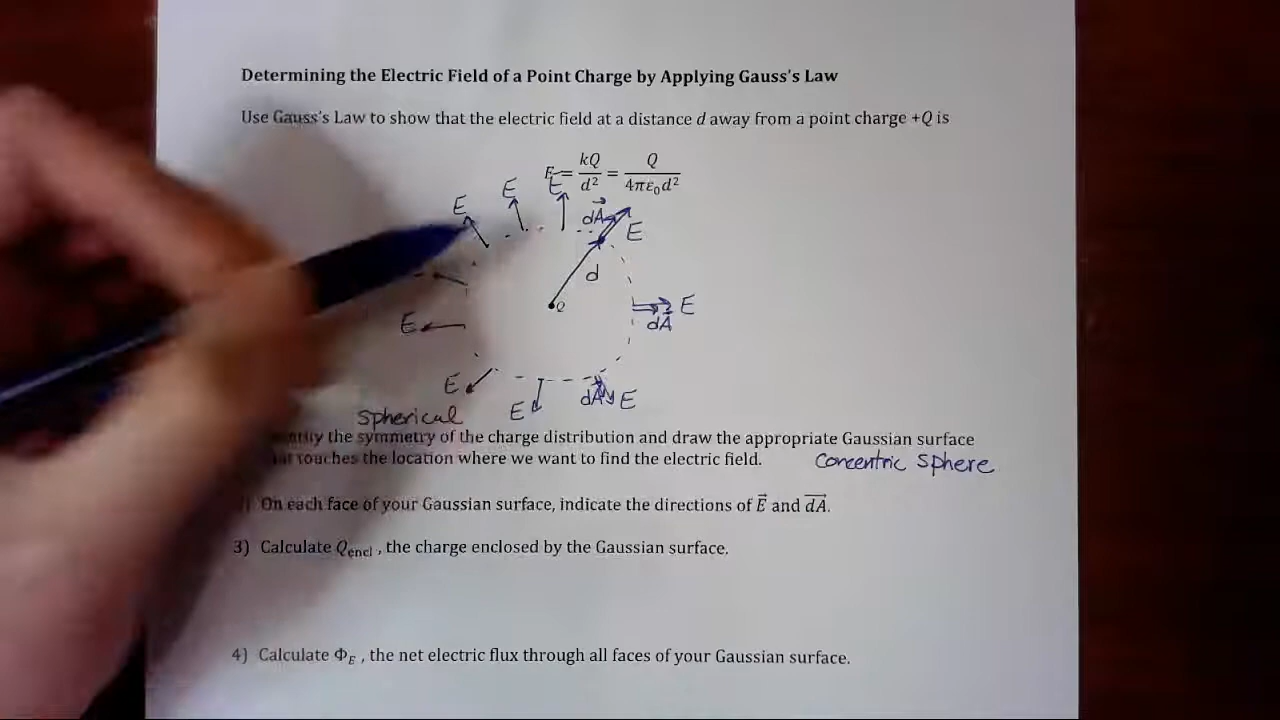 Determining the Electric Field of a Point Charge by Applying Gauss's Law
Use Gauss's Law to show that the electric field at a distance d away from a point charge +Q is
E = kQ/d² = Q/4πε₀d²
E E E dA⃗ E
d
Q
E dA⃗ E
E E dA E
Spherical
the symmetry of the charge distribution and draw the appropriate Gaussian surface
touches the location where we want to find the electric field. Concentric Sphere
On each face of your Gaussian surface, indicate the directions of E⃗ and dA⃗.
3) Calculate Qencl , the charge enclosed by the Gaussian surface.
4) Calculate ΦE , the net electric flux through all faces of your Gaussian surface.